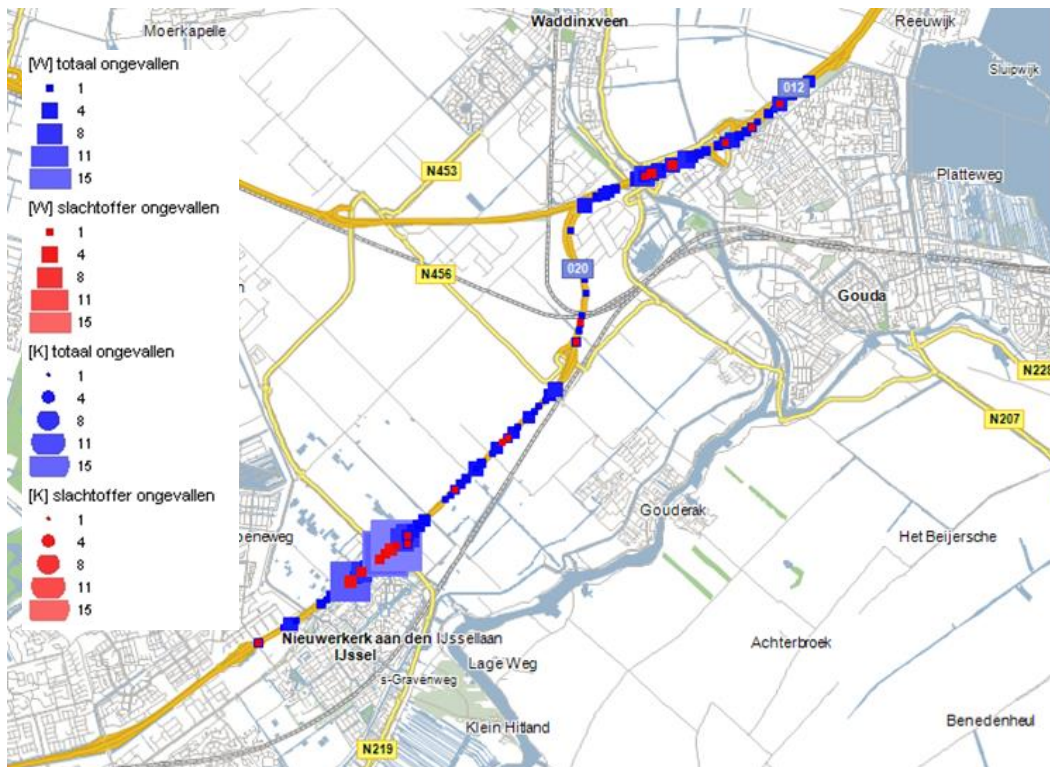 [W] totaal ongevallen
1
4
8
11
15
[W] slachtoffer ongevallen
1
4
8
11
15
[K] totaal ongevallen
1
4
8
11
15
[K] slachtoffer ongevallen
1
4
8
11
15
Moerkapelle
Waddinxveen
Reeuwijk
Sluipwijk
012
N453
Platteweg
N456
020
Gouda
N228
N207
Gouderak
oeneweg
Het Beijersche
Nieuwerkerk aan den IJssellaan
IJssel
Lage Weg
Achterbroek
s-Gravenweg
Klein Hitland
Benedenheul
N219